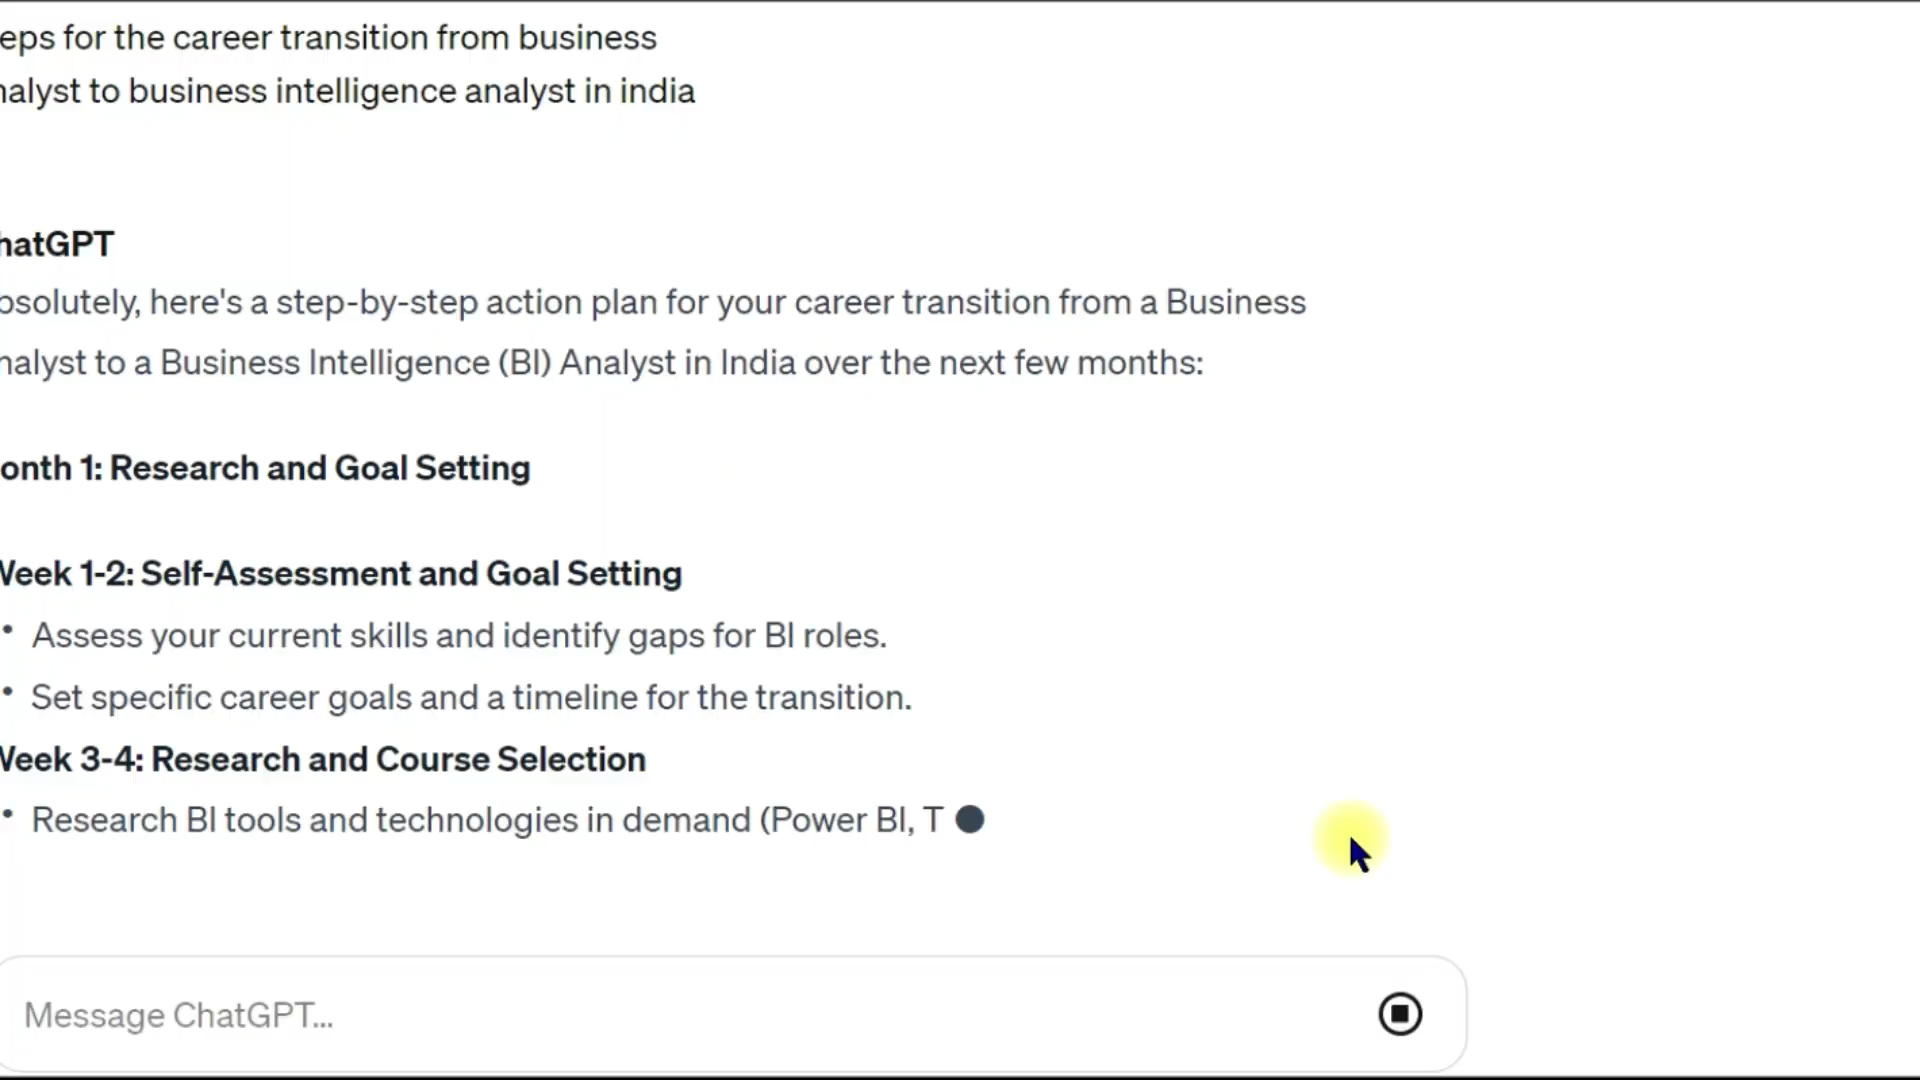 eps for the career transition from business
nalyst to business intelligence analyst in india
hatGPT
bsolutely, here's a step-by-step action plan for your career transition from a Business
nalyst to a Business Intelligence (BI) Analyst in India over the next few months:
onth 1: Research and Goal Setting
Week 1-2: Self-Assessment and Goal Setting
• Assess your current skills and identify gaps for BI roles.
• Set specific career goals and a timeline for the transition.
Week 3-4: Research and Course Selection
• Research BI tools and technologies in demand (Power BI, T
Message ChatGPT...